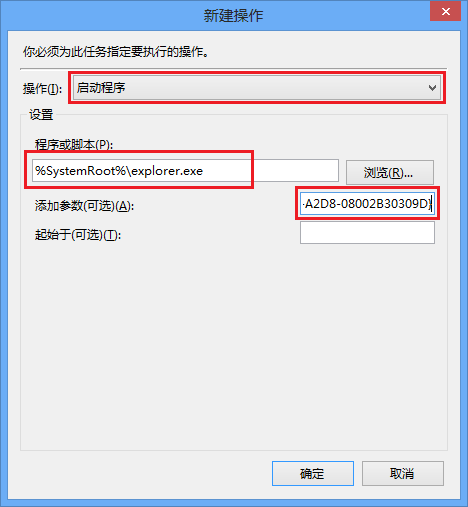 新建操作
你必须为此任务指定要执行的操作。
操作(I): 启动程序
设置
程序或脚本(P):
%SystemRoot%\explorer.exe 浏览(R)...
添加参数(可选)(A): -A2D8-08002B30309D}
起始于(可选)(T):
确定 取消